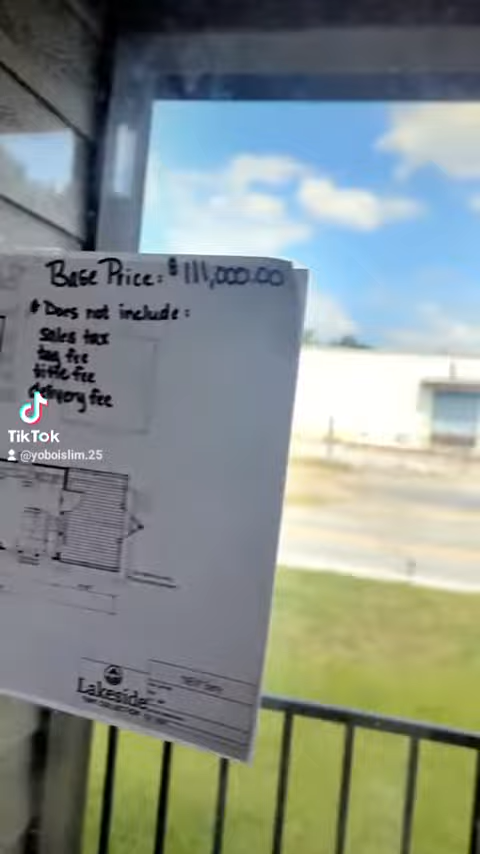 Base Price: $111,000.00
* Does not include:
sales tax
tag fee
title fee
delivery fee
TikTok
@yoboislim.25
Lakeside